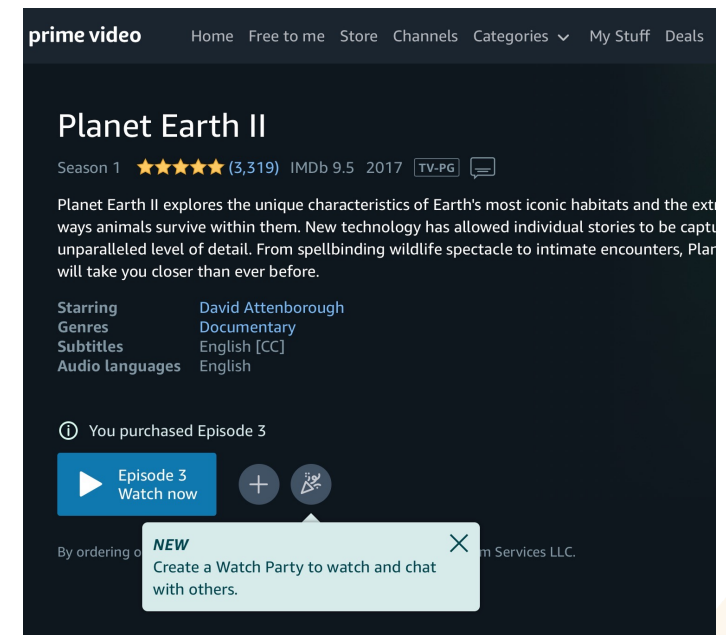 prime video Home Free to me Store Channels Categories My Stuff Deals
Planet Earth II
Season 1 (3,319) IMDb 9.5 2017 TV-PG
Planet Earth II explores the unique characteristics of Earth's most iconic habitats and the
ways animals survive within them. New technology has allowed individual stories to be
unparalleled level of detail. From spellbinding wildlife spectacle to intimate encounters,
will take you closer than ever before.
Starring David Attenborough
Genres Documentary
Subtitles English [CC]
Audio languages English
You purchased Episode 3
Episode 3
Watch now
NEW
Create a Watch Party to watch and chat
with others.
By ordering m Services LLC.